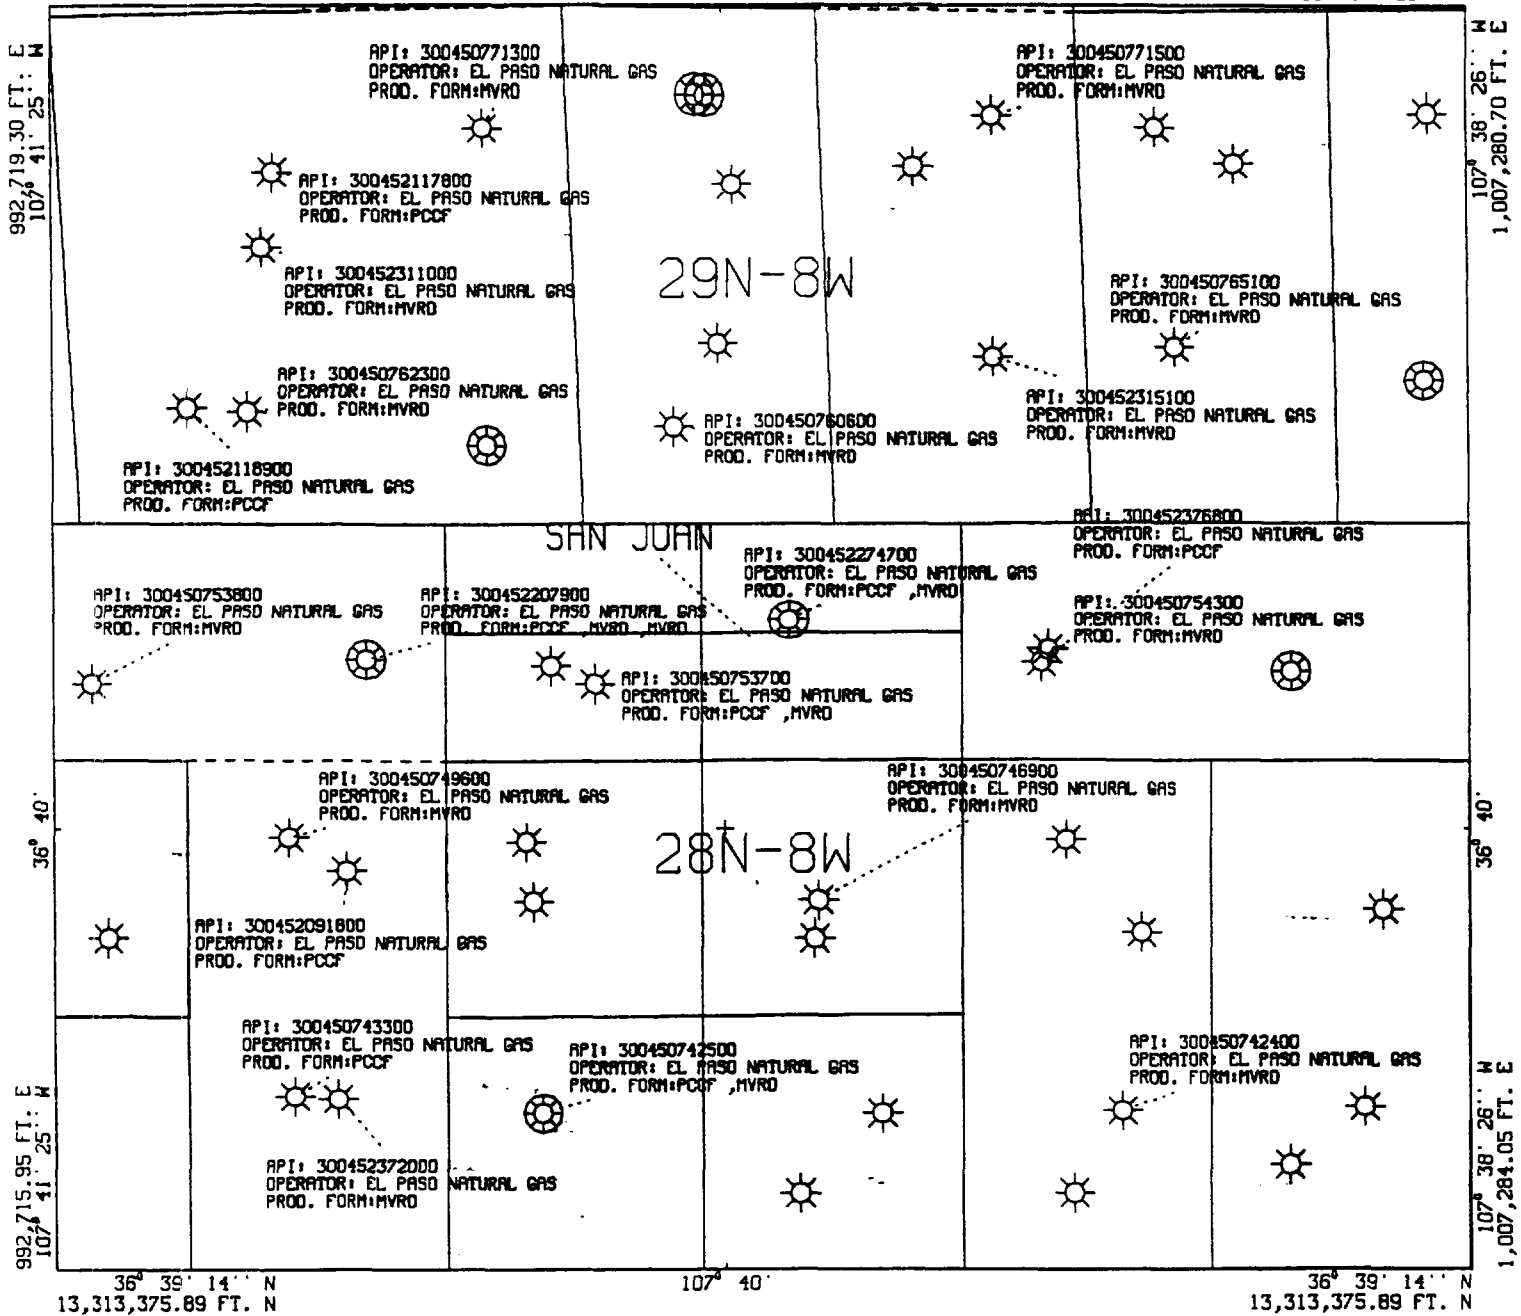 992,719.30 FT. E
107° 41' 25'' W
107° 38' 26'' W
1,007,280.70 FT. E
API: 300450771300
OPERATOR: EL PASO NATURAL GAS
PROD. FORM:MVRD
API: 300450771500
OPERATOR: EL PASO NATURAL GAS
PROD. FORM:MVRD
API: 300452117800
OPERATOR: EL PASO NATURAL GAS
PROD. FORM:PCCF
API: 300452311000
OPERATOR: EL PASO NATURAL GAS
PROD. FORM:MVRD
29N-8W
API: 300450765100
OPERATOR: EL PASO NATURAL GAS
PROD. FORM:MVRD
API: 300450762300
OPERATOR: EL PASO NATURAL GAS
PROD. FORM:MVRD
API: 300450760600
OPERATOR: EL PASO NATURAL GAS
PROD. FORM:MVRD
API: 300452315100
OPERATOR: EL PASO NATURAL GAS
PROD. FORM:MVRD
API: 300452118900
OPERATOR: EL PASO NATURAL GAS
PROD. FORM:PCCF
SAN JUAN
API: 300452274700
OPERATOR: EL PASO NATURAL GAS
PROD. FORM:PCCF ,MVRD
API: 300452376800
OPERATOR: EL PASO NATURAL GAS
PROD. FORM:PCCF
API: 300450753800
OPERATOR: EL PASO NATURAL GAS
PROD. FORM:MVRD
API: 300452207900
OPERATOR: EL PASO NATURAL GAS
PROD. FORM:PCCF ,MVRD ,MVRD
API: 300450754300
OPERATOR: EL PASO NATURAL GAS
PROD. FORM:MVRD
API: 300450753700
OPERATOR: EL PASO NATURAL GAS
PROD. FORM:PCCF ,MVRD
API: 300450749600
OPERATOR: EL PASO NATURAL GAS
PROD. FORM:MVRD
API: 300450746900
OPERATOR: EL PASO NATURAL GAS
PROD. FORM:MVRD
36° 40'
28N-8W
36° 40'
API: 300452091800
OPERATOR: EL PASO NATURAL GAS
PROD. FORM:PCCF
API: 300450743300
OPERATOR: EL PASO NATURAL GAS
PROD. FORM:PCCF
API: 300450742500
OPERATOR: EL PASO NATURAL GAS
PROD. FORM:PCCF ,MVRD
API: 300450742400
OPERATOR: EL PASO NATURAL GAS
PROD. FORM:MVRD
API: 300452372000
OPERATOR: EL PASO NATURAL GAS
PROD. FORM:MVRD
992,715.95 FT. E
107° 41' 25'' W
107° 38' 26'' W
1,007,284.05 FT. E
36° 39' 14'' N
13,313,375.89 FT. N
107° 40'
36° 39' 14'' N
13,313,375.89 FT. N